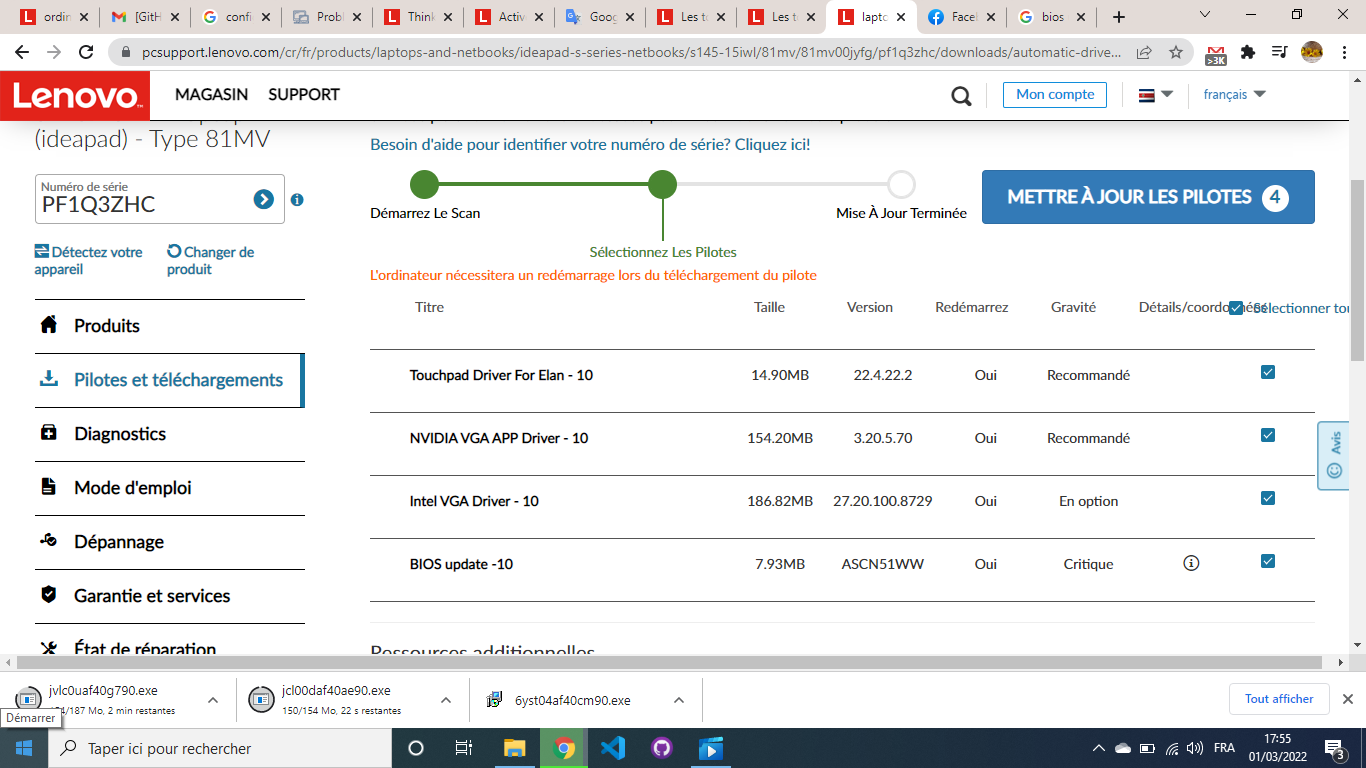 ordin
[GitH
confi
Probl
Think
Activ
Goog
Les to
Les to
lapto
Facel
bios
pcsupport.lenovo.com/cr/fr/products/laptops-and-netbooks/ideapad-s-series-netbooks/s145-15iwl/81mv/81mv00jyfg/pf1q3zhc/downloads/automatic-drive...
>3K
Lenovo
MAGASIN SUPPORT
Mon compte
français
(ideapad) - Type 81MV
Besoin d'aide pour identifier votre numéro de série? Cliquez ici!
Numéro de série
PF1Q3ZHC
Détectez votre appareil
Changer de produit
Démarrez Le Scan
Sélectionnez Les Pilotes
Mise À Jour Terminée
METTRE À JOUR LES PILOTES 4
L'ordinateur nécessitera un redémarrage lors du téléchargement du pilote
Produits
Pilotes et téléchargements
Diagnostics
Mode d'emploi
Dépannage
Garantie et services
État de réparation
Titre Taille Version Redémarrez Gravité Détails/coordonnées Sélectionner tou
Touchpad Driver For Elan - 10 14.90MB 22.4.22.2 Oui Recommandé
NVIDIA VGA APP Driver - 10 154.20MB 3.20.5.70 Oui Recommandé
Intel VGA Driver - 10 186.82MB 27.20.100.8729 Oui En option
BIOS update -10 7.93MB ASCN51WW Oui Critique
Avis
Ressources additionnelles
jvlc0uaf40g790.exe
/187 Mo, 2 min restantes
Démarrer
jcl00daf40ae90.exe
150/154 Mo, 22 s restantes
6yst04af40cm90.exe
Tout afficher
Taper ici pour rechercher
FRA
17:55
01/03/2022
3